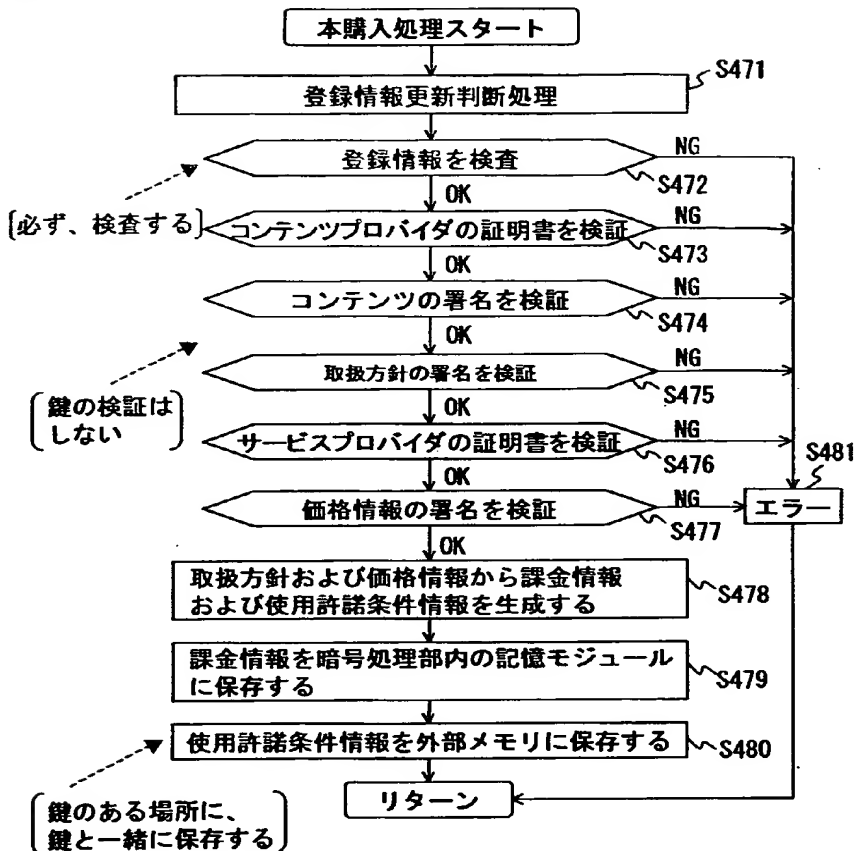 本購入処理スタート
登録情報更新判断処理
S471
登録情報を検査
NG
S472
OK
〔必ず、検査する〕
コンテンツプロバイダの証明書を検証
NG
S473
OK
コンテンツの署名を検証
NG
S474
OK
取扱方針の署名を検証
NG
S475
OK
鍵の検証は
しない
サービスプロバイダの証明書を検証
NG
S476
OK
価格情報の署名を検証
NG
S477
エラー
S481
OK
取扱方針および価格情報から課金情報
および使用許諾条件情報を生成する
S478
課金情報を暗号処理部内の記憶モジュール
に保存する
S479
使用許諾条件情報を外部メモリに保存する
S480
鍵のある場所に、
鍵と一緒に保存する
リターン